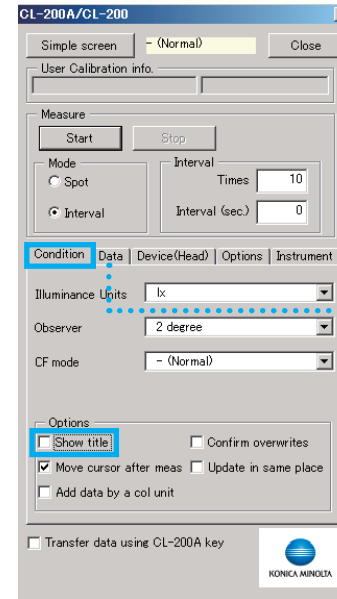 CL-200A/CL-200
Simple screen - (Normal) Close
User Calibration info.
Measure
Start Stop
Mode Interval
Spot Times 10
Interval Interval (sec.) 0
Condition Data Device(Head) Options Instrument
Illuminance Units lx
Observer 2 degree
CF mode - (Normal)
Options
Show title Confirm overwrites
Move cursor after meas Update in same place
Add data by a col unit
Transfer data using CL-200A key
KONICA MINOLTA